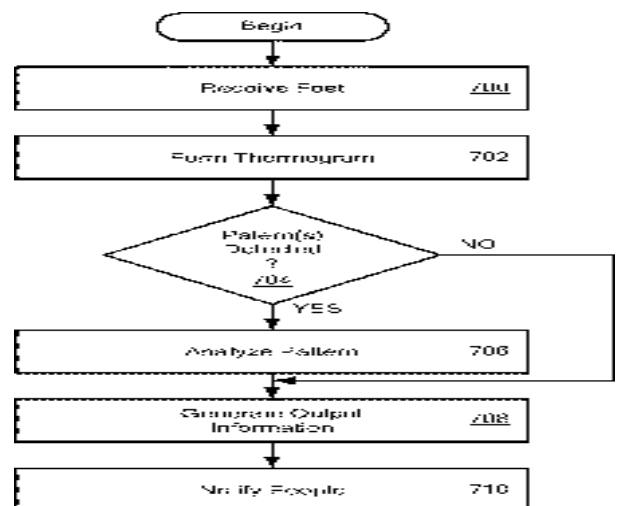 Begin
Receive Feet 700
Form Thermogram 702
Pattern(s)
Detected
?
704
NO
YES
Analyze Pattern 706
Generate Output
Information 708
Notify People 710